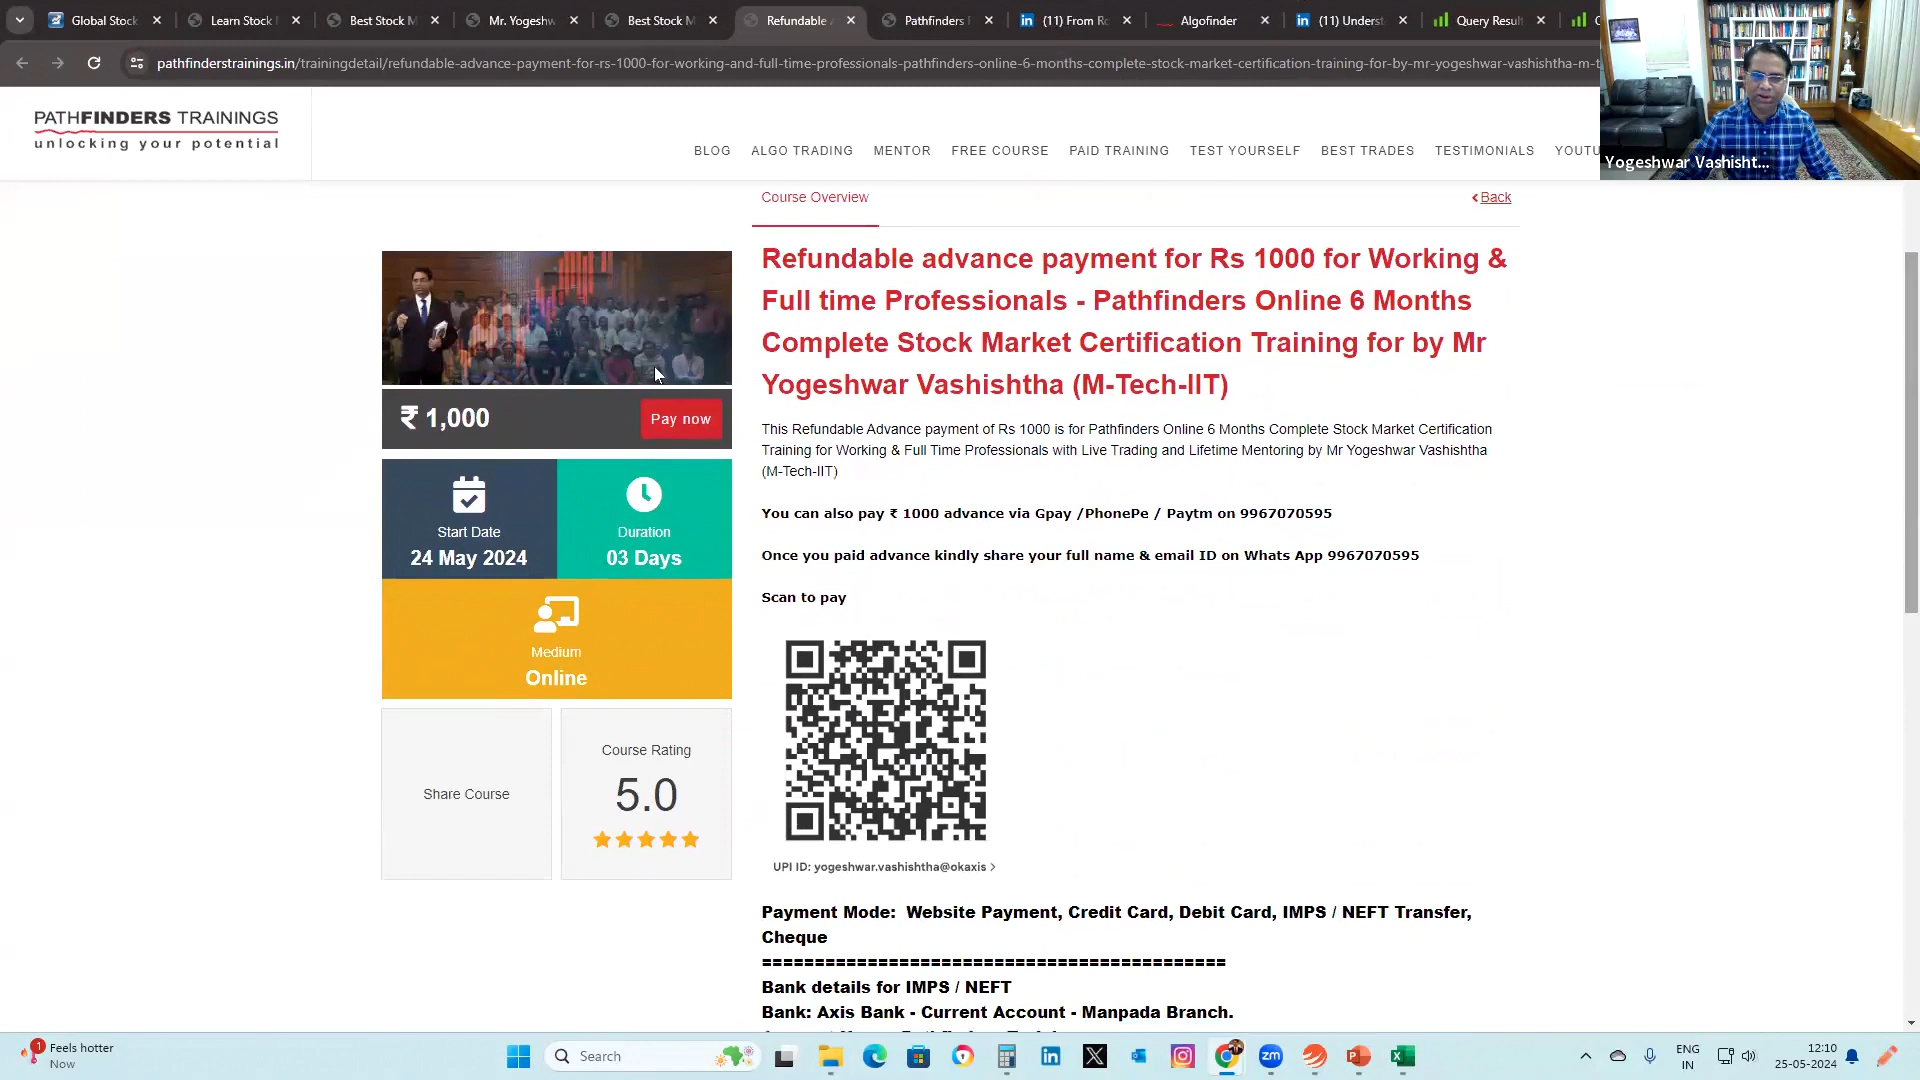 Global Stock
Learn Stock
Best Stock M
Mr. Yogeshw
Best Stock M
Refundable A
Pathfinders
(11) From Ro
Algofinder
(11) Underst
Query Result
pathfinderstrainings.in/trainingdetail/refundable-advance-payment-for-rs-1000-for-working-and-full-time-professionals-pathfinders-online-6-months-complete-stock-market-certification-training-for-by-mr-yogeshwar-vashishtha-m-t
Yogeshwar Vashisht...
PATHFINDERS TRAININGS
unlocking your potential
BLOG
ALGO TRADING
MENTOR
FREE COURSE
PAID TRAINING
TEST YOURSELF
BEST TRADES
TESTIMONIALS
YOUTU
Course Overview
Back
₹ 1,000
Pay now
Start Date
24 May 2024
Duration
03 Days
Medium
Online
Share Course
Course Rating
5.0
Refundable advance payment for Rs 1000 for Working &
Full time Professionals - Pathfinders Online 6 Months
Complete Stock Market Certification Training for by Mr
Yogeshwar Vashishtha (M-Tech-IIT)
This Refundable Advance payment of Rs 1000 is for Pathfinders Online 6 Months Complete Stock Market Certification
Training for Working & Full Time Professionals with Live Trading and Lifetime Mentoring by Mr Yogeshwar Vashishtha
(M-Tech-IIT)
You can also pay ₹ 1000 advance via Gpay /PhonePe / Paytm on 9967070595
Once you paid advance kindly share your full name & email ID on Whats App 9967070595
Scan to pay
UPI ID: yogeshwar.vashishtha@okaxis >
Payment Mode:  Website Payment, Credit Card, Debit Card, IMPS / NEFT Transfer,
Cheque
============================================
Bank details for IMPS / NEFT
Bank: Axis Bank - Current Account - Manpada Branch.
1
Feels hotter
Now
Search
ENG
IN
12:10
25-05-2024